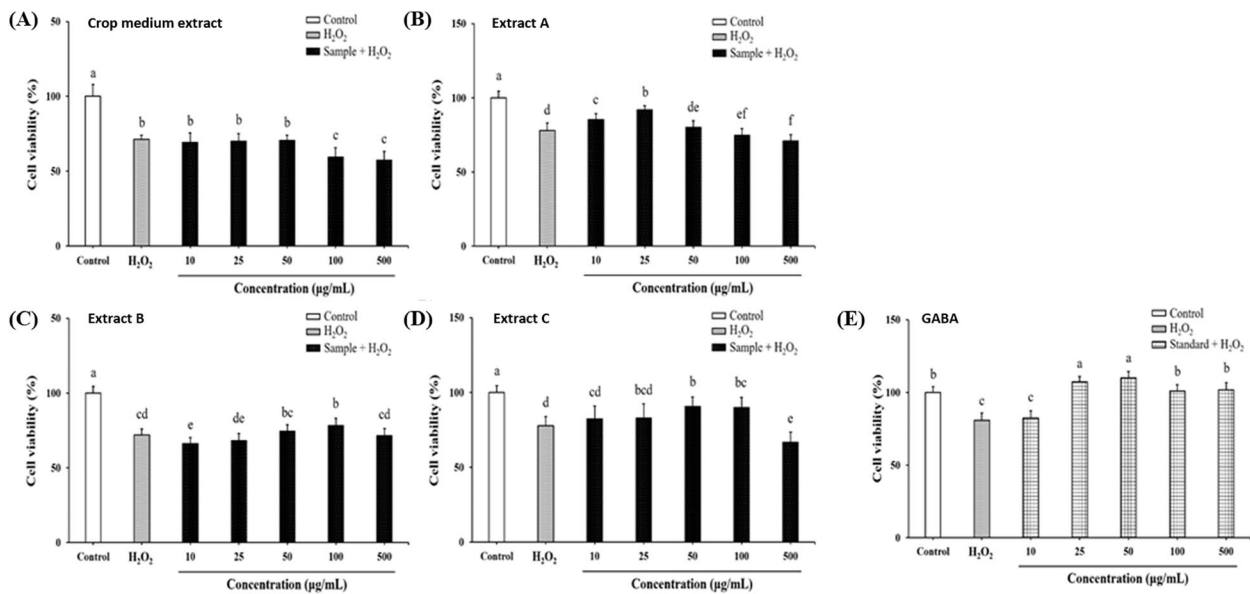 (A) Crop medium extract
Control
H₂O₂
Sample + H₂O₂
150
100
50
0
Cell viability (%)
a b b b b c c
Control H₂O₂ 10 25 50 100 500
Concentration (μg/mL)
(B) Extract A
Control
H₂O₂
Sample + H₂O₂
150
100
50
0
Cell viability (%)
a d c b de ef f
Control H₂O₂ 10 25 50 100 500
Concentration (μg/mL)
(C) Extract B
Control
H₂O₂
Sample + H₂O₂
50
100
50
0
Cell viability (%)
a cd e de bc b cd
Control H₂O₂ 10 25 50 100 500
Concentration (μg/mL)
(D) Extract C
Control
H₂O₂
Sample + H₂O₂
150
100
50
0
Cell viability (%)
a d cd bcd b bc e
Control H₂O₂ 10 25 50 100 500
Concentration (μg/mL)
(E) GABA
Control
H₂O₂
Standard + H₂O₂
150
100
50
0
Cell viability (%)
b c c a a b b
Control H₂O₂ 10 25 50 100 500
Concentration (μg/mL)